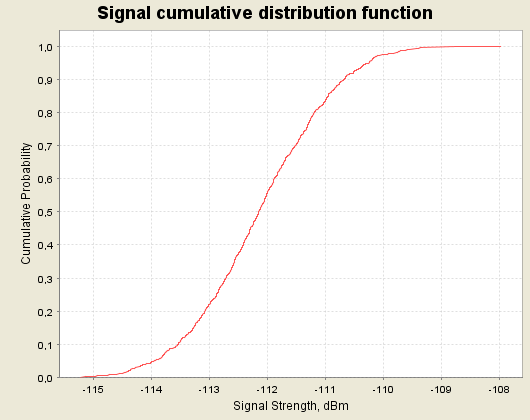 Signal cumulative distribution function
1,0
0,9
0,8
0,7
0,6
0,5
0,4
0,3
0,2
0,1
0,0
Cumulative Probability
-115 -114 -113 -112 -111 -110 -109 -108
Signal Strength, dBm